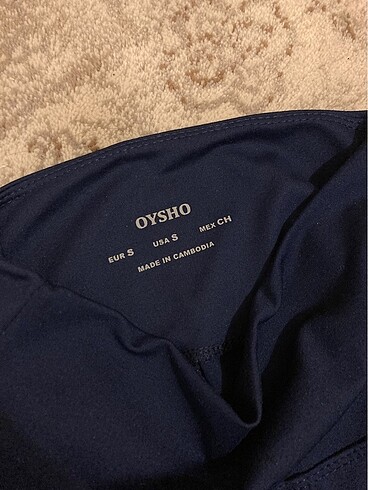 OYSHO
EUR S USA S MEX CH
MADE IN CAMBODIA